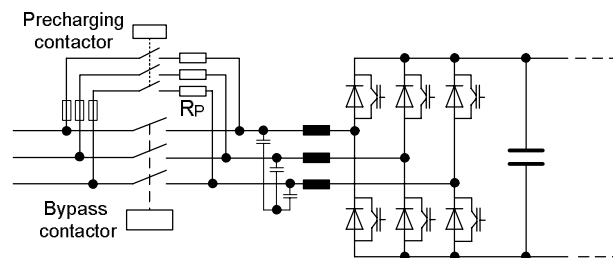 Precharging
contactor
RP
Bypass
contactor